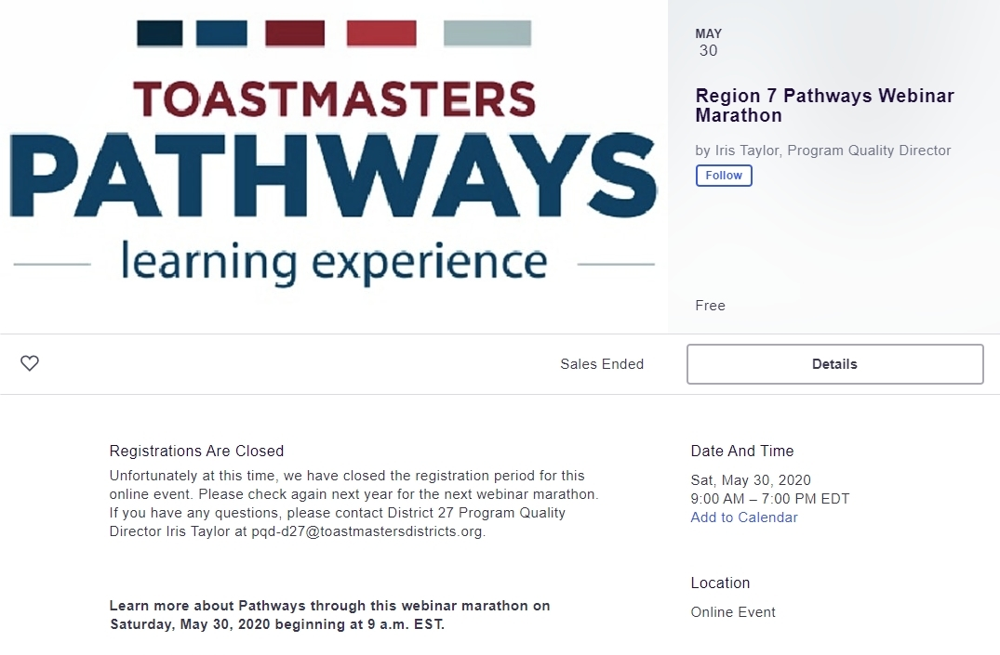 TOASTMASTERS
PATHWAYS
learning experience
MAY
30
Region 7 Pathways Webinar
Marathon
by Iris Taylor, Program Quality Director
Follow
Free
Sales Ended
Details
Registrations Are Closed
Unfortunately at this time, we have closed the registration period for this
online event. Please check again next year for the next webinar marathon.
If you have any questions, please contact District 27 Program Quality
Director Iris Taylor at pqd-d27@toastmastersdistricts.org.
Learn more about Pathways through this webinar marathon on
Saturday, May 30, 2020 beginning at 9 a.m. EST.
Date And Time
Sat, May 30, 2020
9:00 AM – 7:00 PM EDT
Add to Calendar
Location
Online Event